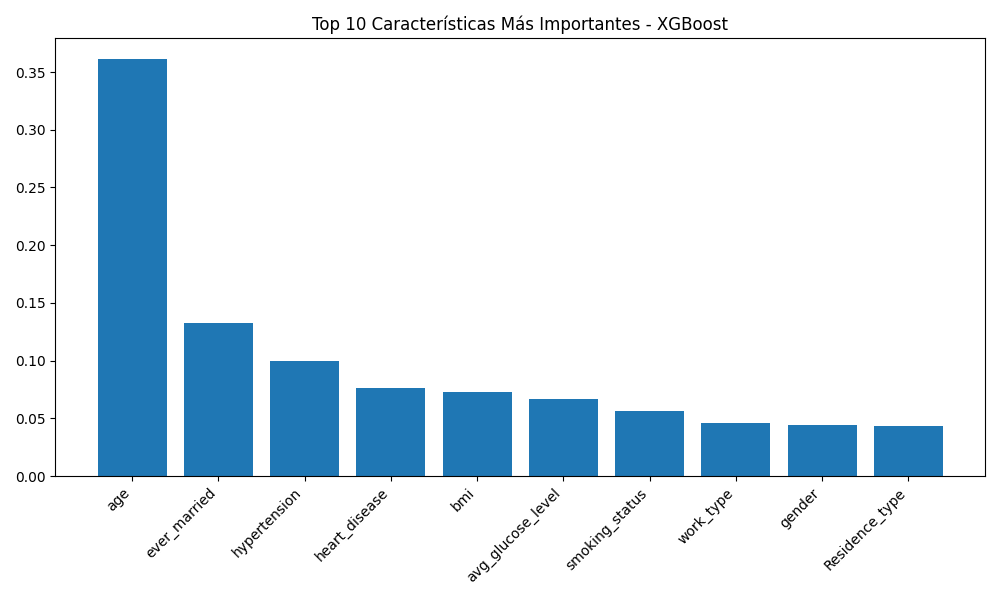 Top 10 Características Más Importantes - XGBoost
0.35
0.30
0.25
0.20
0.15
0.10
0.05
0.00
age
ever_married
hypertension
heart_disease
bmi
avg_glucose_level
smoking_status
work_type
gender
Residence_type